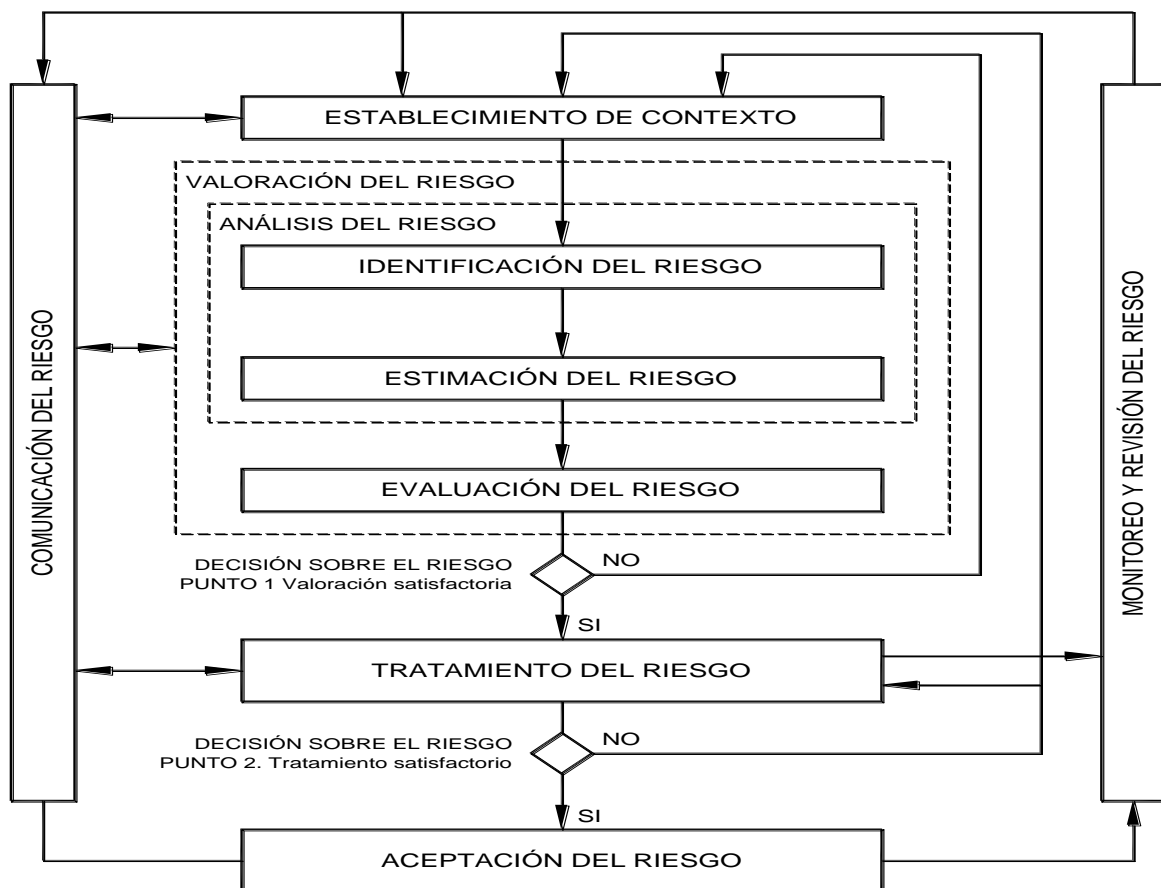 ESTABLECIMIENTO DE CONTEXTO
VALORACIÓN DEL RIESGO
ANÁLISIS DEL RIESGO
IDENTIFICACIÓN DEL RIESGO
ESTIMACIÓN DEL RIESGO
EVALUACIÓN DEL RIESGO
COMUNICACIÓN DEL RIESGO
MONITOREO Y REVISIÓN DEL RIESGO
DECISIÓN SOBRE EL RIESGO
PUNTO 1 Valoración satisfactoria
NO
SI
TRATAMIENTO DEL RIESGO
DECISIÓN SOBRE EL RIESGO
PUNTO 2. Tratamiento satisfactorio
NO
SI
ACEPTACIÓN DEL RIESGO